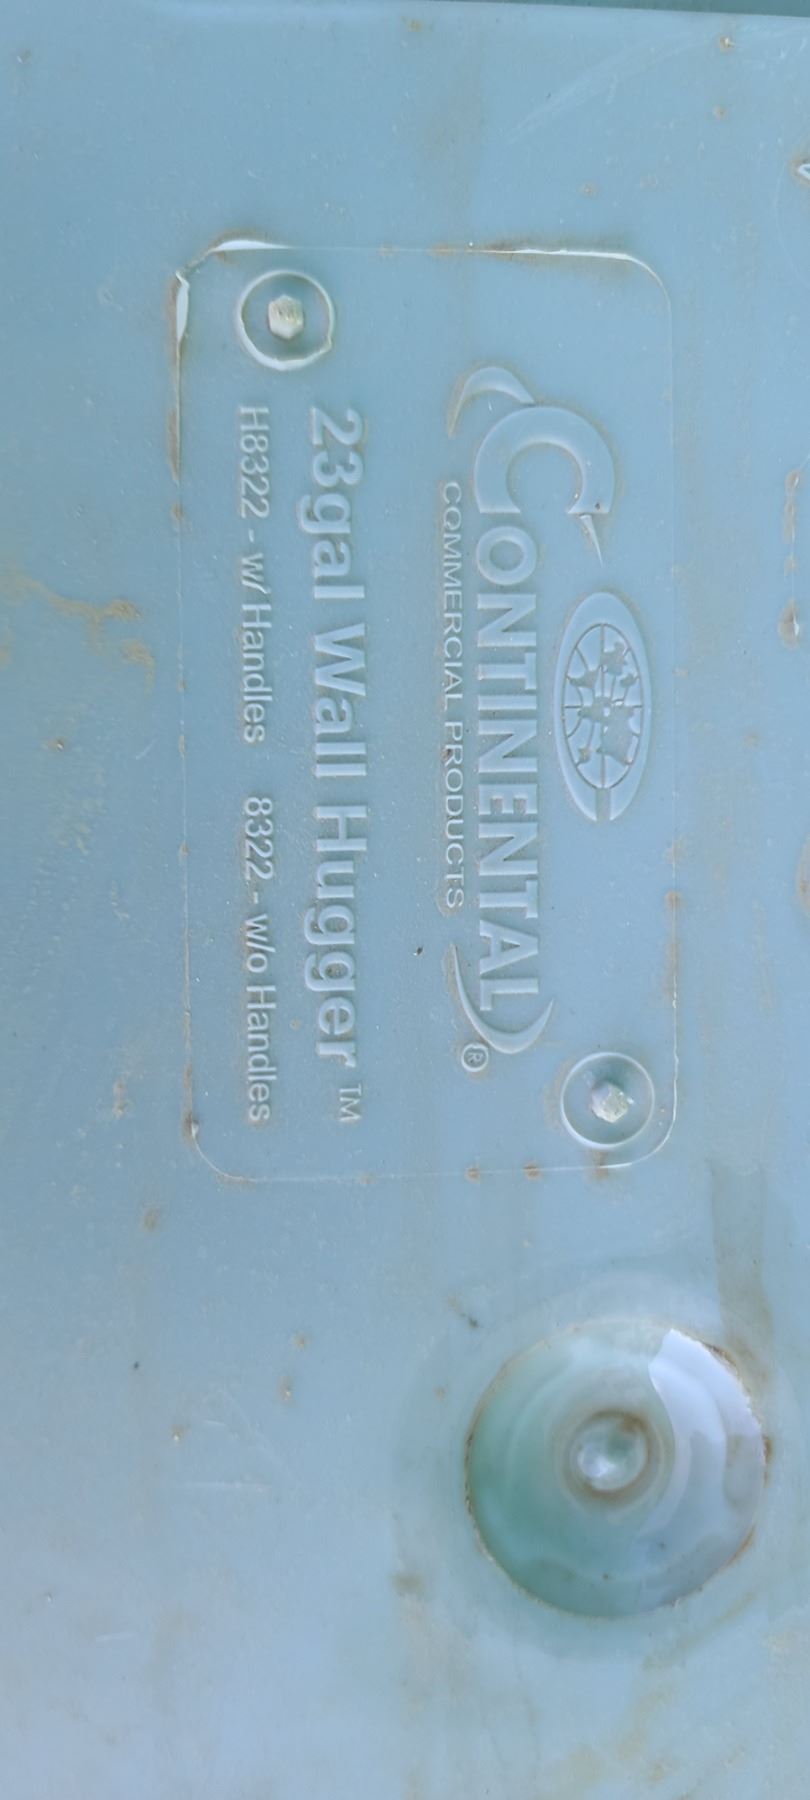 CONTINENTAL®
COMMERCIAL PRODUCTS
23gal Wall Hugger™
H8322 - w/ Handles 8322 - w/o Handles